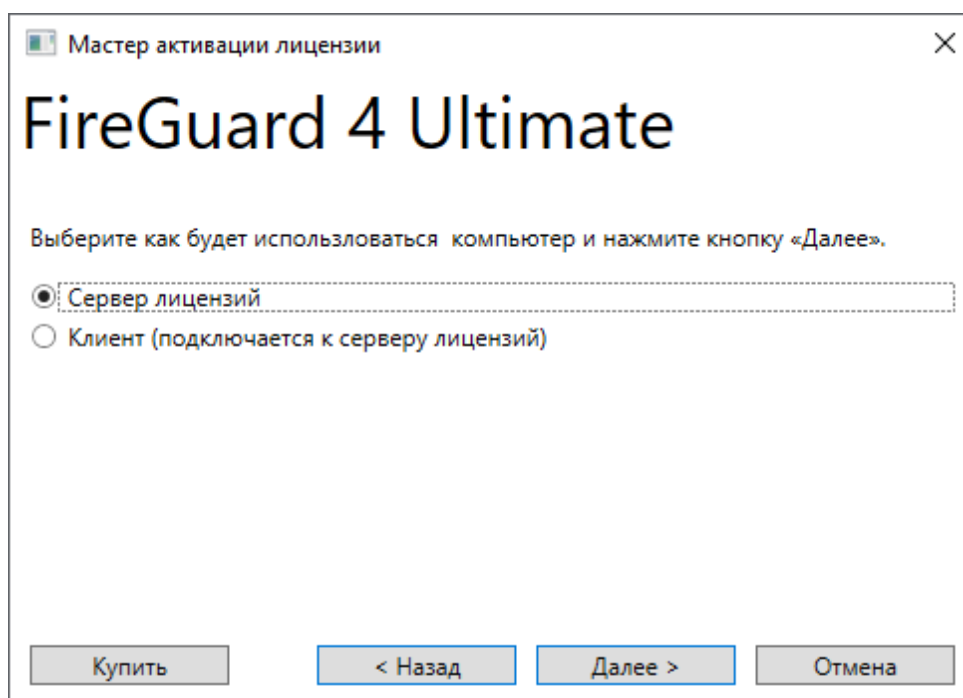 Мастер активации лицензии
FireGuard 4 Ultimate
Выберите как будет использловаться  компьютер и нажмите кнопку «Далее».
Сервер лицензий
Клиент (подключается к серверу лицензий)
Купить < Назад Далее > Отмена